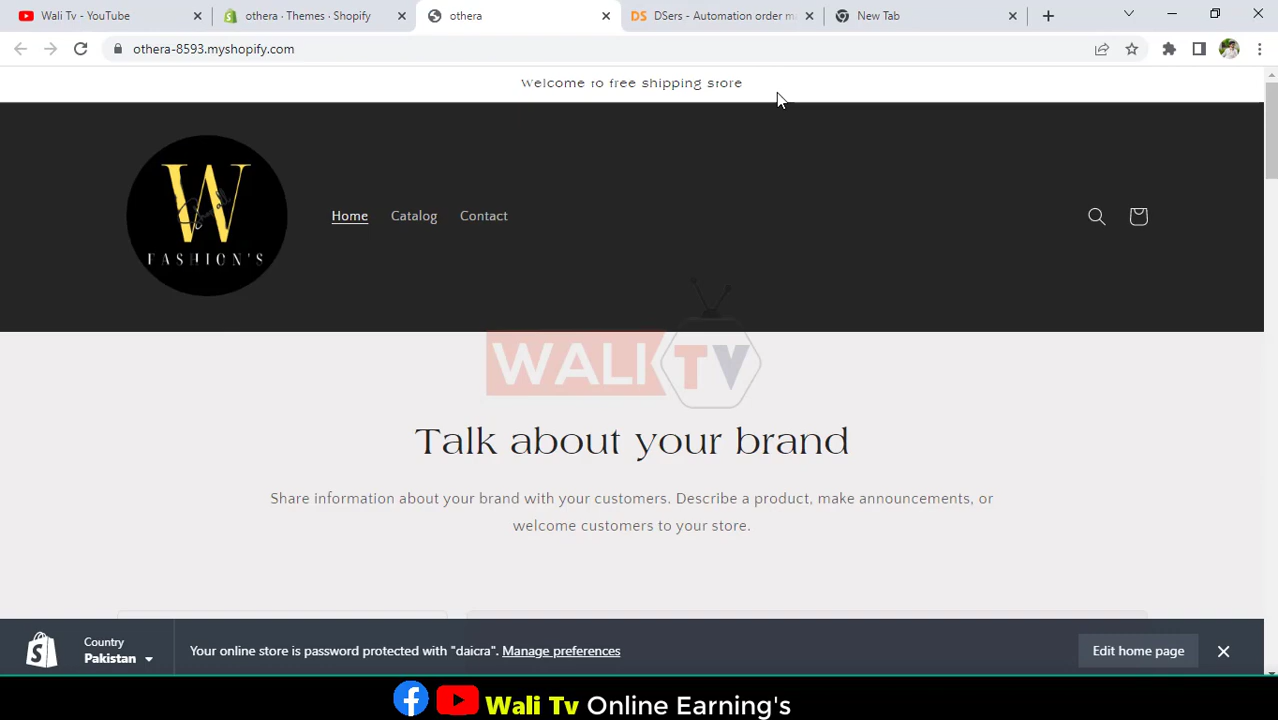 Wali Tv - YouTube
othera · Themes · Shopify
othera
DS DSers - Automation order m
New Tab
othera-8593.myshopify.com
Welcome to free shipping store
W
FASHION'S
Home Catalog Contact
WALI TV
Talk about your brand
Share information about your brand with your customers. Describe a product, make announcements, or
welcome customers to your store.
Country
Pakistan
Your online store is password protected with "daicra". Manage preferences
Edit home page
Wali Tv Online Earning's